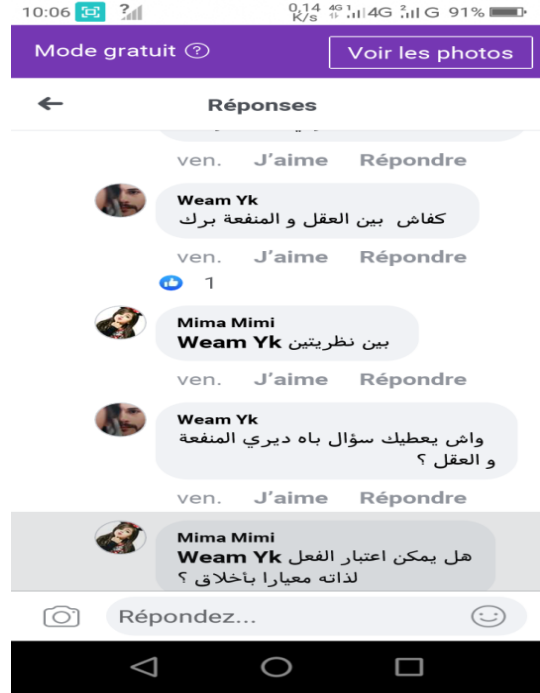 10:06 ? 0,14 K/s 4G 1 4G 2 G 91%
Mode gratuit ? Voir les photos
← Réponses
ven. J'aime Répondre
Weam Yk
كفاش بين العقل و المنفعة برك
ven. J'aime Répondre
1
Mima Mimi
Weam Yk بين نظريتين
ven. J'aime Répondre
Weam Yk
واش يعطيك سؤال باه ديري المنفعة
و العقل ؟
ven. J'aime Répondre
Mima Mimi
Weam Yk هل يمكن اعتبار الفعل
لذاته معيارا بأخلاق ؟
Répondez...